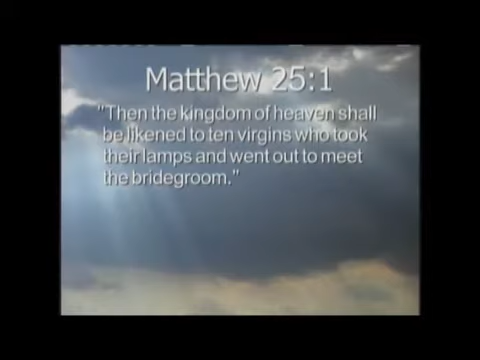 Matthew 25:1
"Then the kingdom of heaven shall
be likened to ten virgins who took
their lamps and went out to meet
the bridegroom."